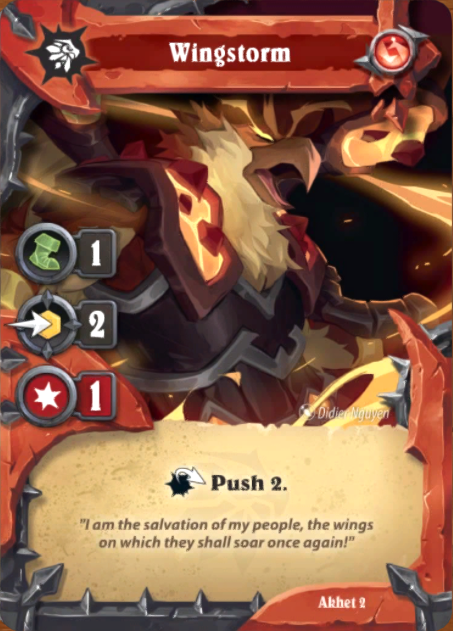 Wingstorm
1
2
1
Didier Nguyen
Push 2.
"I am the salvation of my people, the wings
on which they shall soar once again!"
Akhet 2